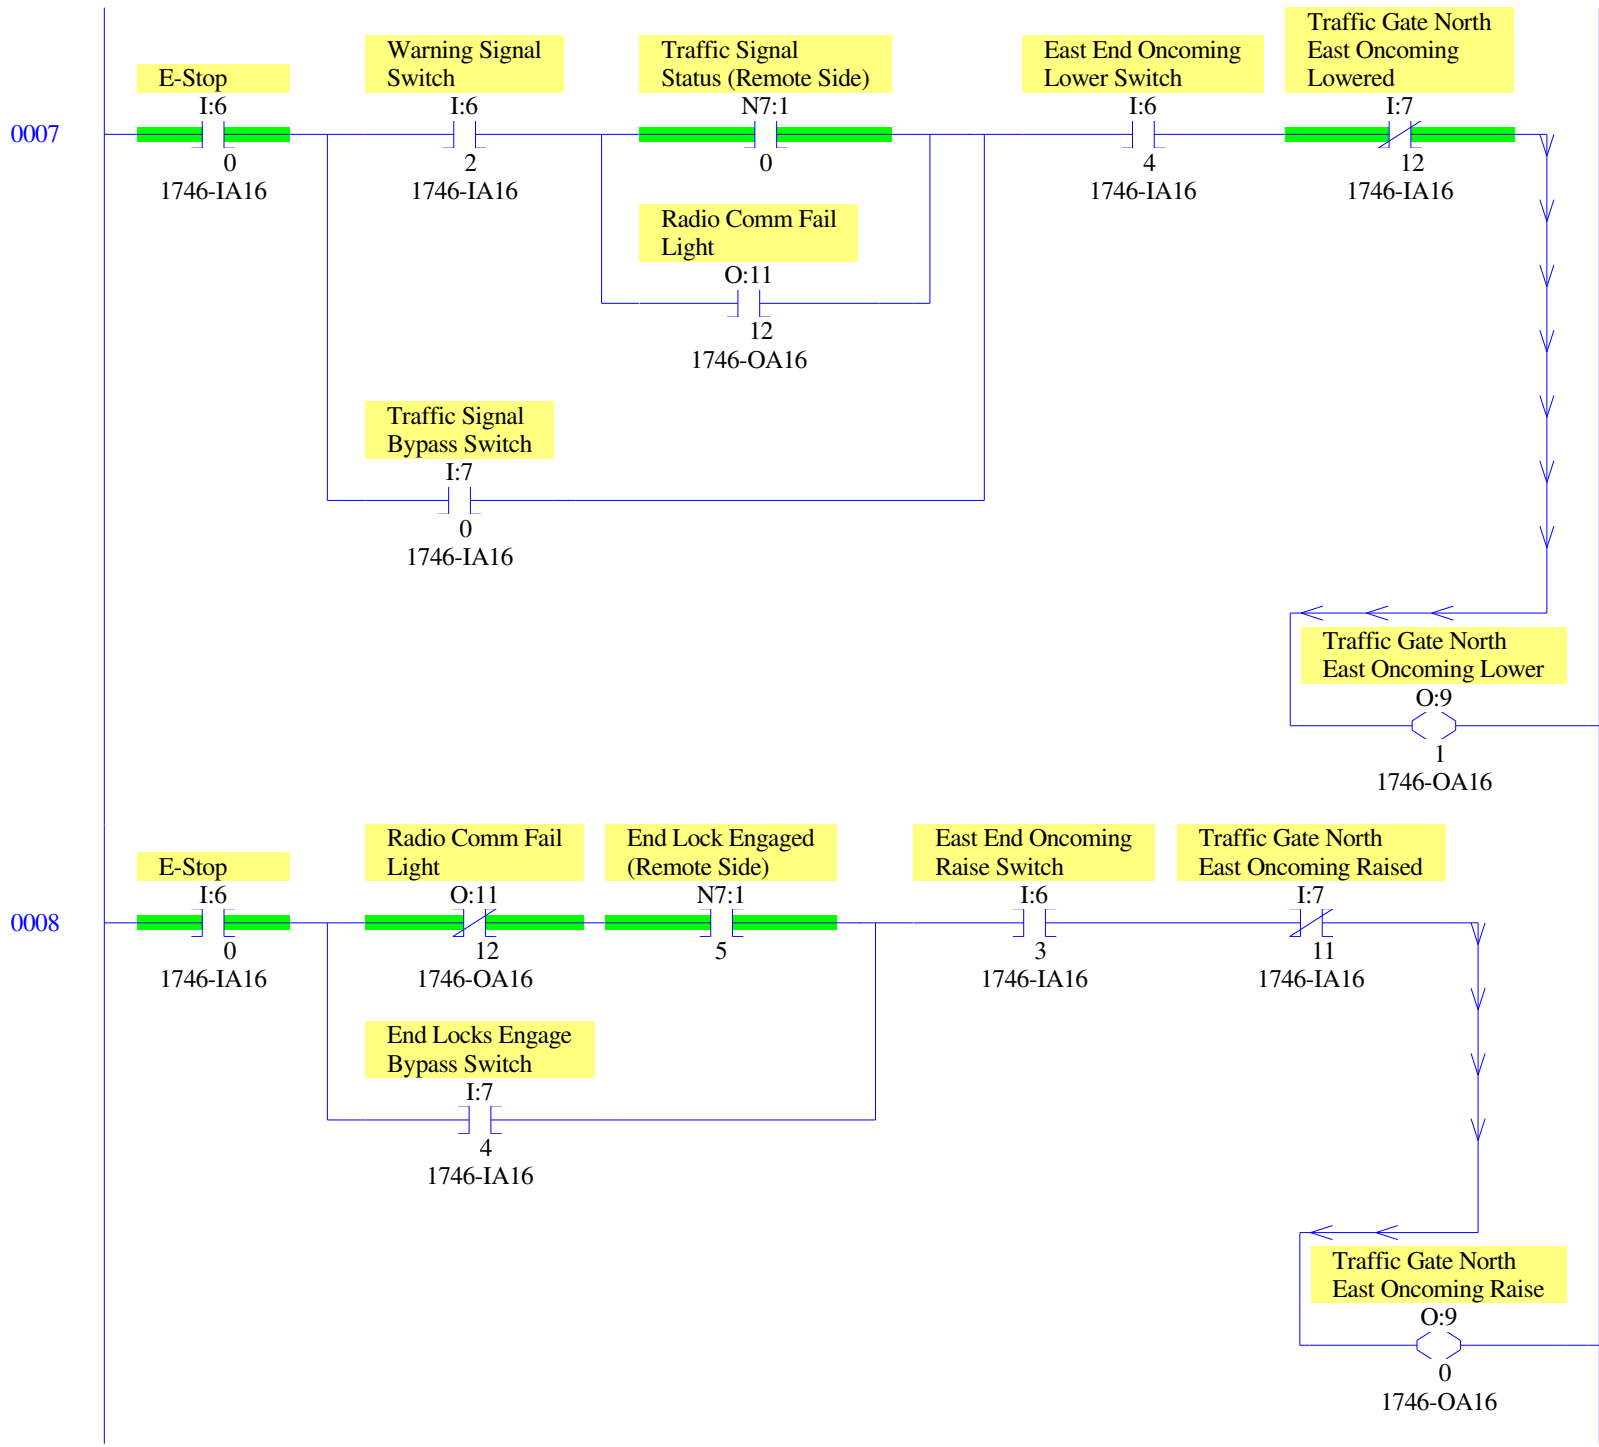 E-Stop
I:6
0
1746-IA16
Warning Signal
Switch
I:6
2
1746-IA16
Traffic Signal
Status (Remote Side)
N7:1
0
East End Oncoming
Lower Switch
I:6
4
1746-IA16
Traffic Gate North
East Oncoming
Lowered
I:7
12
1746-IA16
0007
Radio Comm Fail
Light
O:11
12
1746-OA16
Traffic Signal
Bypass Switch
I:7
0
1746-IA16
Traffic Gate North
East Oncoming Lower
O:9
1
1746-OA16
E-Stop
I:6
0
1746-IA16
Radio Comm Fail
Light
O:11
12
1746-OA16
End Lock Engaged
(Remote Side)
N7:1
5
East End Oncoming
Raise Switch
I:6
3
1746-IA16
Traffic Gate North
East Oncoming Raised
I:7
11
1746-IA16
0008
End Locks Engage
Bypass Switch
I:7
4
1746-IA16
Traffic Gate North
East Oncoming Raise
O:9
0
1746-OA16